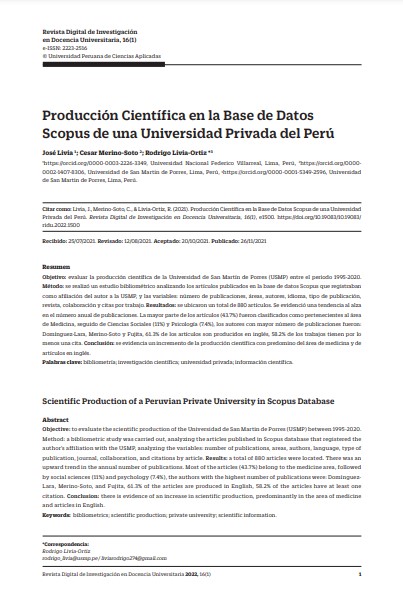 Revista Digital de Investigación
en Docencia Universitaria, 16(1)
e-ISSN: 2223-2516
© Universidad Peruana de Ciencias Aplicadas
Producción Científica en la Base de Datos
Scopus de una Universidad Privada del Perú
José Livia ¹; Cesar Merino-Soto ²; Rodrigo Livia-Ortiz *³
¹https://orcid.org/0000-0003-2226-3349, Universidad Nacional Federico Villarreal, Lima, Perú, ²https://orcid.org/0000-
0002-1407-8306, Universidad de San Martín de Porres, Lima, Perú, ³https://orcid.org/0000-0001-5349-2596, Universidad
de San Martín de Porres, Lima, Perú.
Citar como: Livia, J., Merino-Soto, C., & Livia-Ortiz, R. (2021). Producción Científica en la Base de Datos Scopus de una Universidad
Privada del Perú. Revista Digital de Investigación en Docencia Universitaria, 16(1), e1500. https://doi.org/10.19083/10.19083/
ridu.2022.1500
Recibido: 25/07/2021. Revisado: 12/08/2021. Aceptado: 20/10/2021. Publicado: 26/11/2021
Resumen
Objetivo: evaluar la producción científica de la Universidad de San Martín de Porres (USMP) entre el periodo 1995-2020.
Método: se realizó un estudio bibliométrico analizando los artículos publicados en la base de datos Scopus que registraban
como afiliación del autor a la USMP, y las variables: número de publicaciones, áreas, autores, idioma, tipo de publicación,
revista, colaboración y citas por trabajo. Resultados: se ubicaron un total de 880 artículos. Se evidenció una tendencia al alza
en el número anual de publicaciones. La mayor parte de los artículos (43.7%) fueron clasificados como pertenecientes al área
de Medicina, seguido de Ciencias Sociales (11%) y Psicología (7.4%), los autores con mayor número de publicaciones fueron:
Dominguez-Lara, Merino-Soto y Fujita, 61.3% de los artículos son producidos en inglés, 58.2% de los trabajos tienen por lo
menos una cita. Conclusión: se evidencia un incremento de la producción científica con predominio del área de medicina y de
artículos en inglés.
Palabras clave: bibliometría; investigación científica; universidad privada; información científica.
Scientific Production of a Peruvian Private University in Scopus Database
Abstract
Objective: to evaluate the scientific production of the Universidad de San Martín de Porres (USMP) between 1995-2020.
Method: a bibliometric study was carried out, analyzing the articles published in Scopus database that registered the
author's affiliation with the USMP, analyzing the variables: number of publications, areas, authors, language, type of
publication, journal, collaboration, and citations by article. Results: a total of 880 articles were located. There was an
upward trend in the annual number of publications. Most of the articles (43.7%) belong to the medicine area, followed
by social sciences (11%) and psychology (7.4%), the authors with the highest number of publications were: Dominguez-
Lara, Merino-Soto, and Fujita, 61.3% of the articles are produced in English, 58.2% of the articles have at least one
citation. Conclusion: there is evidence of an increase in scientific production, predominantly in the area of medicine
and articles in English.
Keywords: bibliometrics; scientific production; private university; scientific information.
*Correspondencia:
Rodrigo Livia-Ortiz
rodrigo_livia@usmp.pe / liviarodrigo274@gmail.com
Revista Digital de Investigación en Docencia Universitaria 2022, 16(1)
1